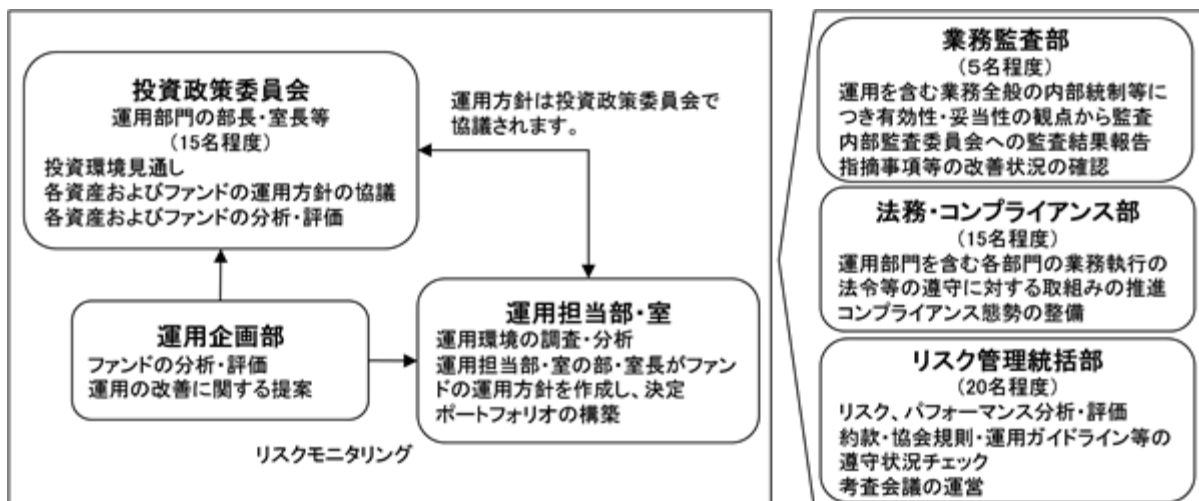 投資政策委員会
運用部門の部長・室長等
(15名程度)
投資環境見通し
各資産およびファンドの運用方針の協議
各資産およびファンドの分析・評価
運用方針は投資政策委員会で
協議されます。
運用企画部
ファンドの分析・評価
運用の改善に関する提案
運用担当部・室
運用環境の調査・分析
運用担当部・室の部・室長がファン
ドの運用方針を作成し、決定
ポートフォリオの構築
リスクモニタリング
業務監査部
(5名程度)
運用を含む業務全般の内部統制等に
つき有効性・妥当性の観点から監査
内部監査委員会への監査結果報告
指摘事項等の改善状況の確認
法務・コンプライアンス部
(15名程度)
運用部門を含む各部門の業務執行の
法令等の遵守に対する取組みの推進
コンプライアンス態勢の整備
リスク管理統括部
(20名程度)
リスク、パフォーマンス分析・評価
約款・協会規則・運用ガイドライン等の
遵守状況チェック
考査会議の運営